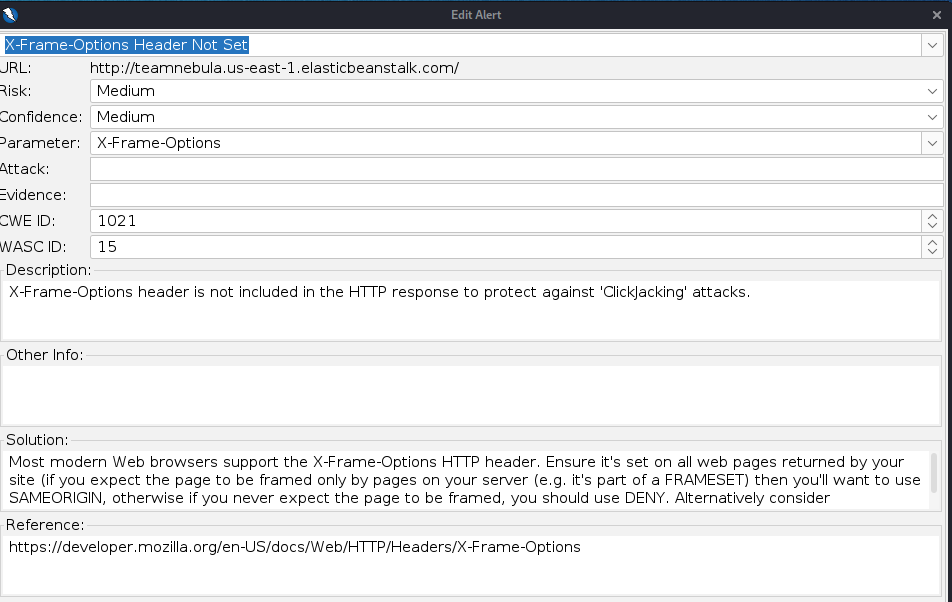 Edit Alert
X-Frame-Options Header Not Set
URL: http://teamnebula.us-east-1.elasticbeanstalk.com/
Risk: Medium
Confidence: Medium
Parameter: X-Frame-Options
Attack:
Evidence:
CWE ID: 1021
WASC ID: 15
Description:
X-Frame-Options header is not included in the HTTP response to protect against 'ClickJacking' attacks.
Other Info:
Solution:
Most modern Web browsers support the X-Frame-Options HTTP header. Ensure it's set on all web pages returned by your
site (if you expect the page to be framed only by pages on your server (e.g. it's part of a FRAMESET) then you'll want to use
SAMEORIGIN, otherwise if you never expect the page to be framed, you should use DENY. Alternatively consider
Reference:
https://developer.mozilla.org/en-US/docs/Web/HTTP/Headers/X-Frame-Options